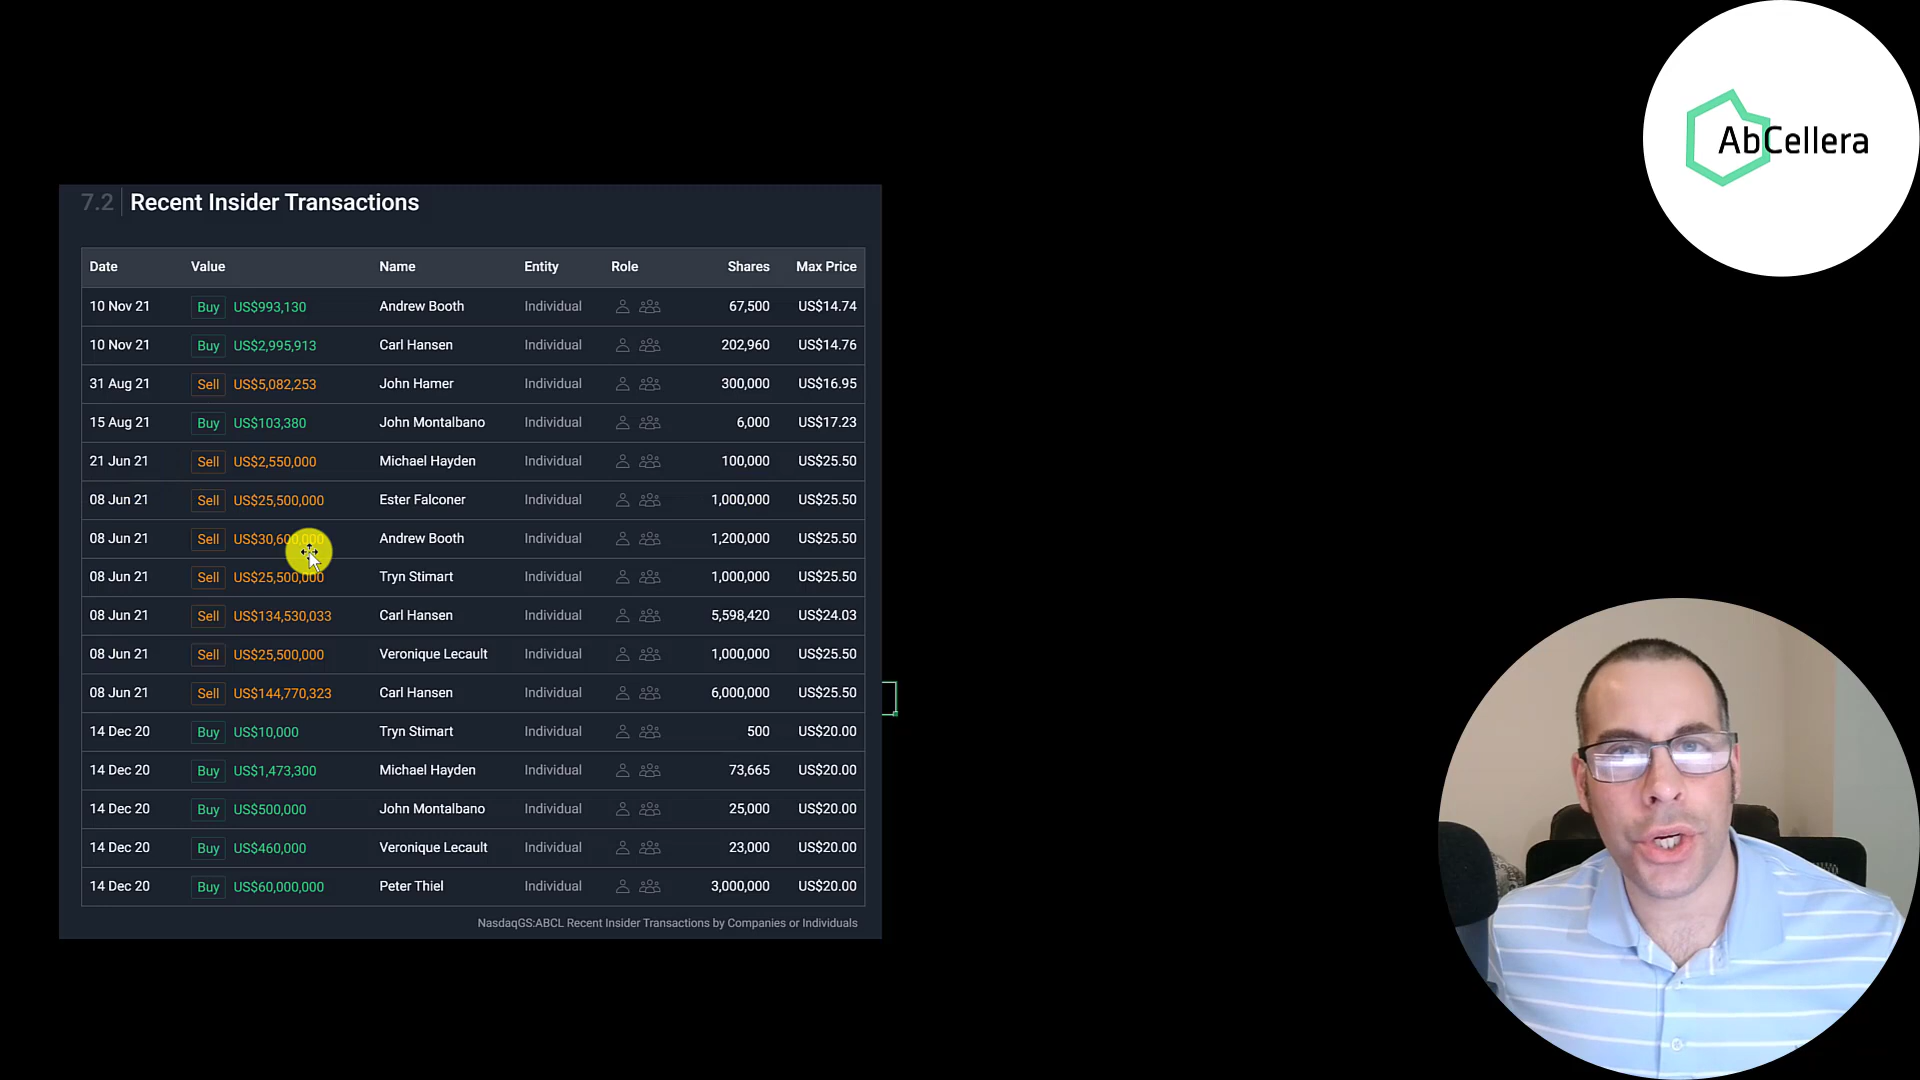 AbCellera
7.2 Recent Insider Transactions
Date Value Name Entity Role Shares Max Price
10 Nov 21 Buy US$993,130 Andrew Booth Individual 67,500 US$14.74
10 Nov 21 Buy US$2,995,913 Carl Hansen Individual 202,960 US$14.76
31 Aug 21 Sell US$5,082,253 John Hamer Individual 300,000 US$16.95
15 Aug 21 Buy US$103,380 John Montalbano Individual 6,000 US$17.23
21 Jun 21 Sell US$2,550,000 Michael Hayden Individual 100,000 US$25.50
08 Jun 21 Sell US$25,500,000 Ester Falconer Individual 1,000,000 US$25.50
08 Jun 21 Sell US$30,600,000 Andrew Booth Individual 1,200,000 US$25.50
08 Jun 21 Sell US$25,500,000 Tryn Stimart Individual 1,000,000 US$25.50
08 Jun 21 Sell US$134,530,033 Carl Hansen Individual 5,598,420 US$24.03
08 Jun 21 Sell US$25,500,000 Veronique Lecault Individual 1,000,000 US$25.50
08 Jun 21 Sell US$144,770,323 Carl Hansen Individual 6,000,000 US$25.50
14 Dec 20 Buy US$10,000 Tryn Stimart Individual 500 US$20.00
14 Dec 20 Buy US$1,473,300 Michael Hayden Individual 73,665 US$20.00
14 Dec 20 Buy US$500,000 John Montalbano Individual 25,000 US$20.00
14 Dec 20 Buy US$460,000 Veronique Lecault Individual 23,000 US$20.00
14 Dec 20 Buy US$60,000,000 Peter Thiel Individual 3,000,000 US$20.00
NasdaqGS:ABCL Recent Insider Transactions by Companies or Individuals